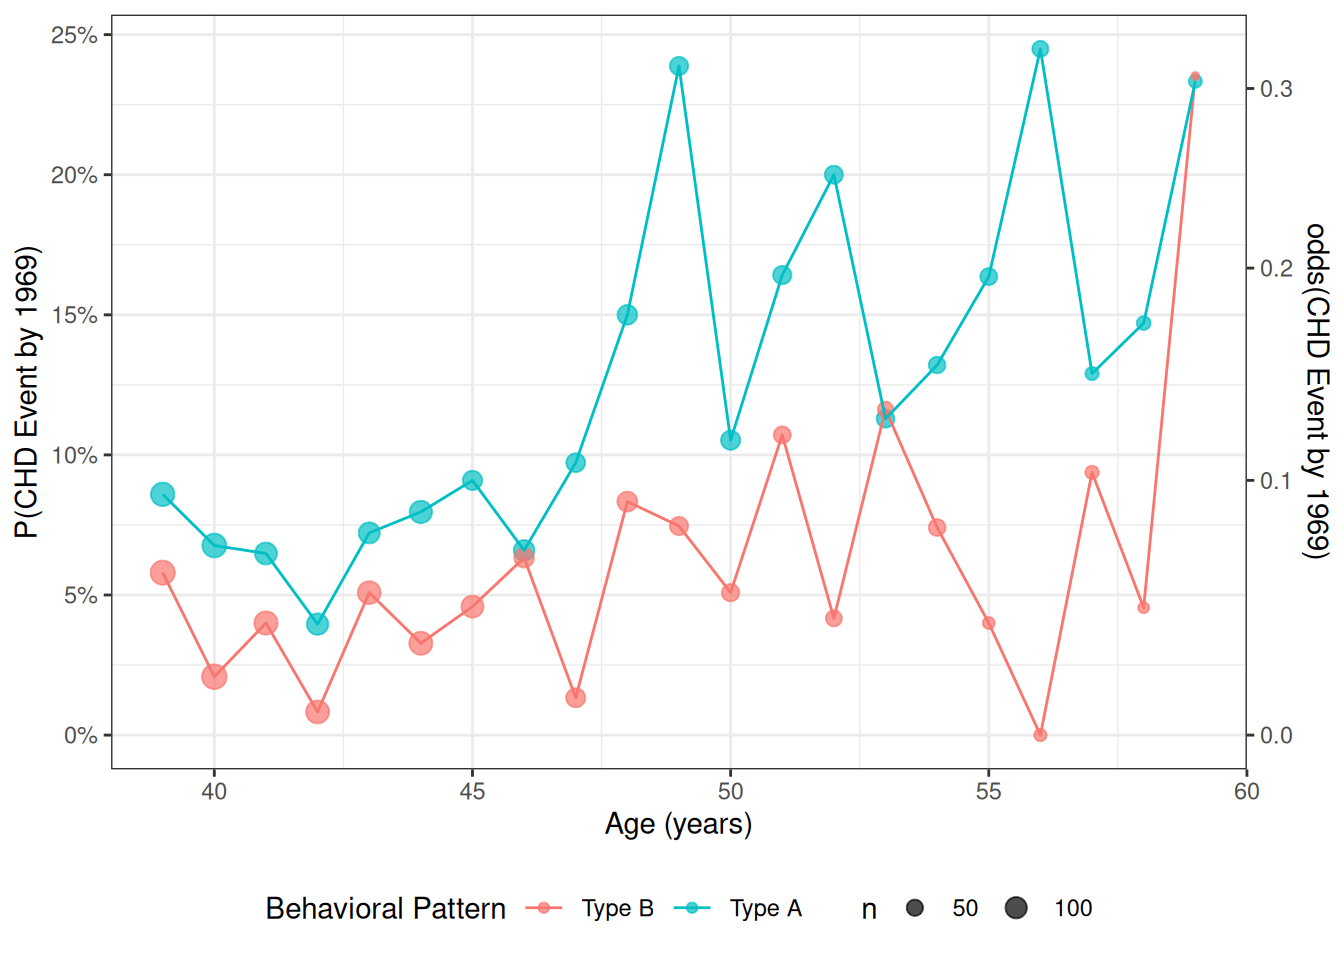 25%
20%
15%
10%
5%
0%
P(CHD Event by 1969)
0.3
0.2
0.1
0.0
odds(CHD Event by 1969)
40 45 50 55 60
Age (years)
Behavioral Pattern Type B Type A n 50 100